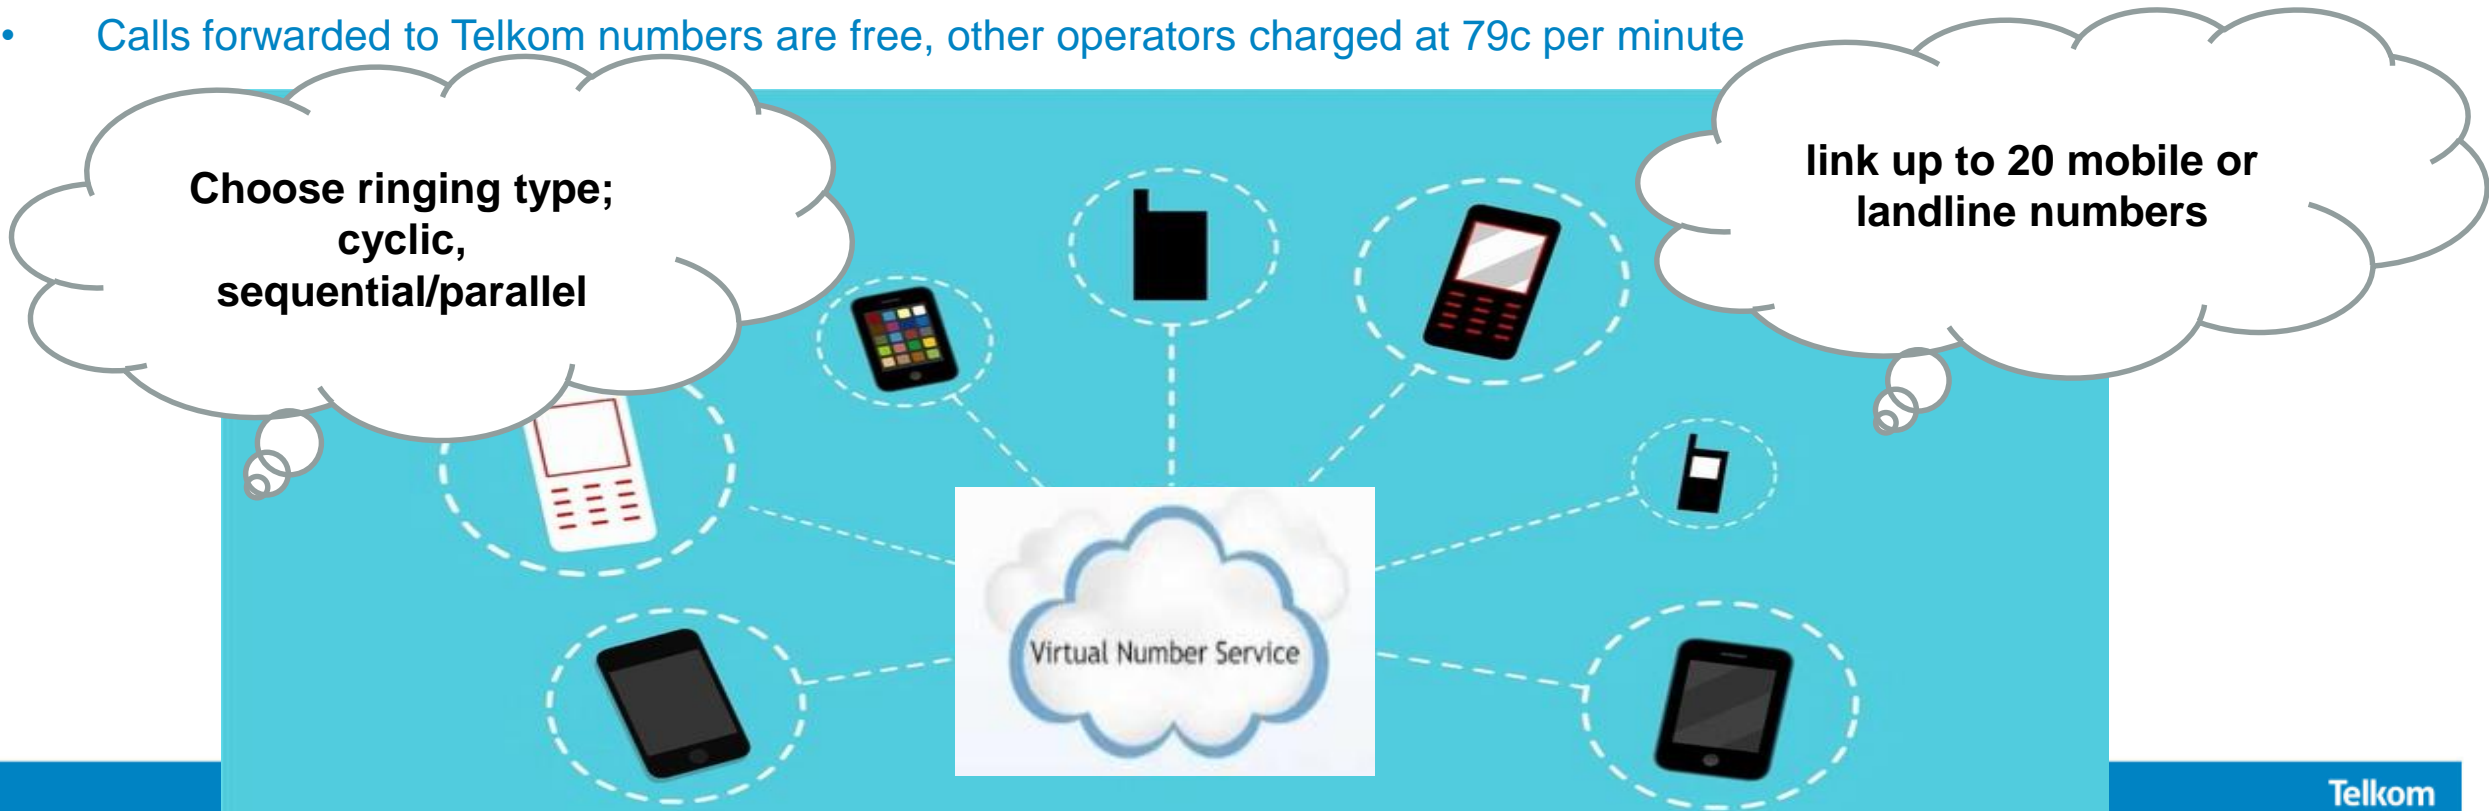 • Calls forwarded to Telkom numbers are free, other operators charged at 79c per minute
Choose ringing type;
cyclic,
sequential/parallel
link up to 20 mobile or
landline numbers
Virtual Number Service
Telkom